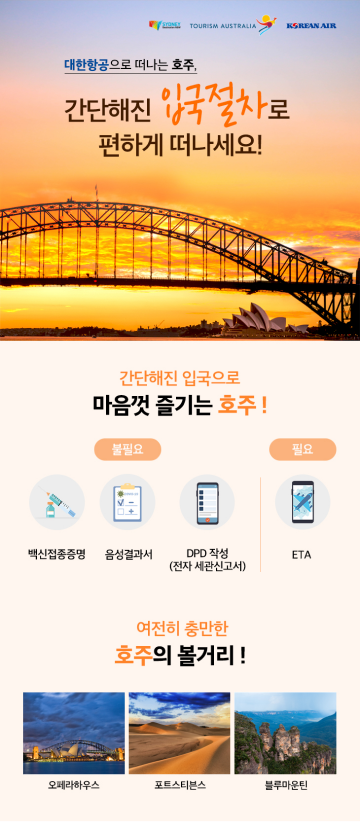 SYDNEY
TOURISM AUSTRALIA
KOREAN AIR
대한항공으로 떠나는 호주,
간단해진 입국절차로
편하게 떠나세요!
간단해진 입국으로
마음껏 즐기는 호주 !
불필요
필요
백신접종증명
음성결과서
DPD 작성
(전자 세관신고서)
ETA
여전히 충만한
호주의 볼거리 !
오페라하우스
포트스티븐스
블루마운틴